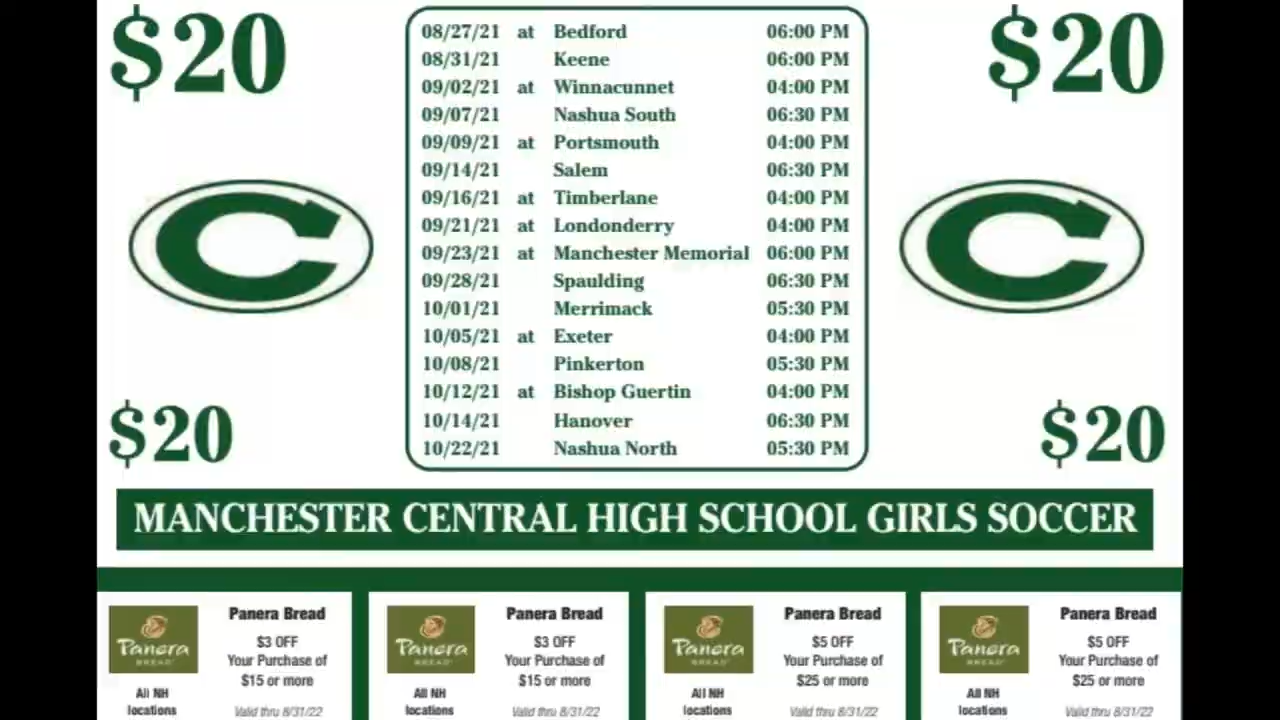 $20
$20
08/27/21 at Bedford 06:00 PM
08/31/21 Keene 06:00 PM
09/02/21 at Winnacunnet 04:00 PM
09/07/21 Nashua South 06:30 PM
09/09/21 at Portsmouth 04:00 PM
09/14/21 Salem 06:30 PM
09/16/21 at Timberlane 04:00 PM
09/21/21 at Londonderry 04:00 PM
09/23/21 at Manchester Memorial 06:00 PM
09/28/21 Spaulding 06:30 PM
10/01/21 Merrimack 05:30 PM
10/05/21 at Exeter 04:00 PM
10/08/21 Pinkerton 05:30 PM
10/12/21 at Bishop Guertin 04:00 PM
10/14/21 Hanover 06:30 PM
10/22/21 Nashua North 05:30 PM
C
C
$20
$20
MANCHESTER CENTRAL HIGH SCHOOL GIRLS SOCCER
Panera
BREAD
All NH
locations
Panera Bread
$3 OFF
Your Purchase of
$15 or more
Valid thru 8/31/22
Panera
BREAD
All NH
locations
Panera Bread
$3 OFF
Your Purchase of
$15 or more
Valid thru 8/31/22
Panera
BREAD
All NH
locations
Panera Bread
$5 OFF
Your Purchase of
$25 or more
Valid thru 8/31/22
Panera
BREAD
All NH
locations
Panera Bread
$5 OFF
Your Purchase of
$25 or more
Valid thru 8/31/22